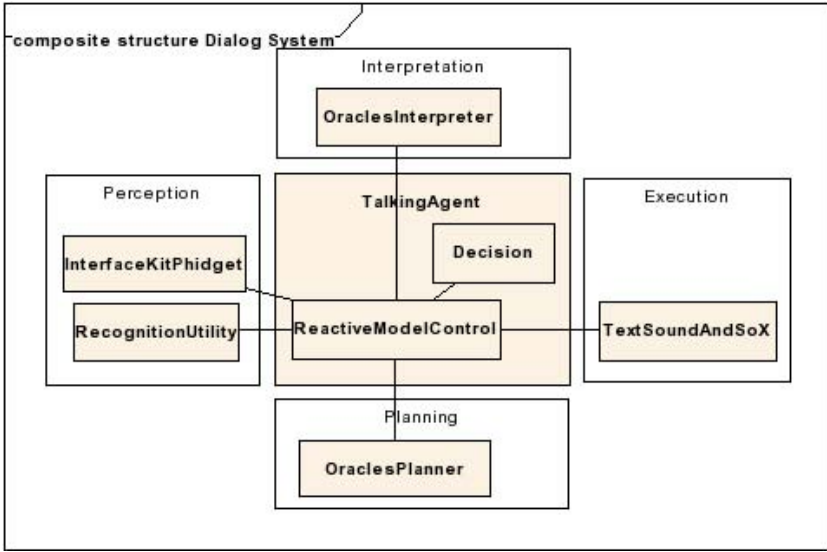 composite structure Dialog System
Interpretation
OraclesInterpreter
Perception
InterfaceKitPhidget
RecognitionUtility
TalkingAgent
Decision
ReactiveModelControl
Execution
TextSoundAndSoX
Planning
OraclesPlanner